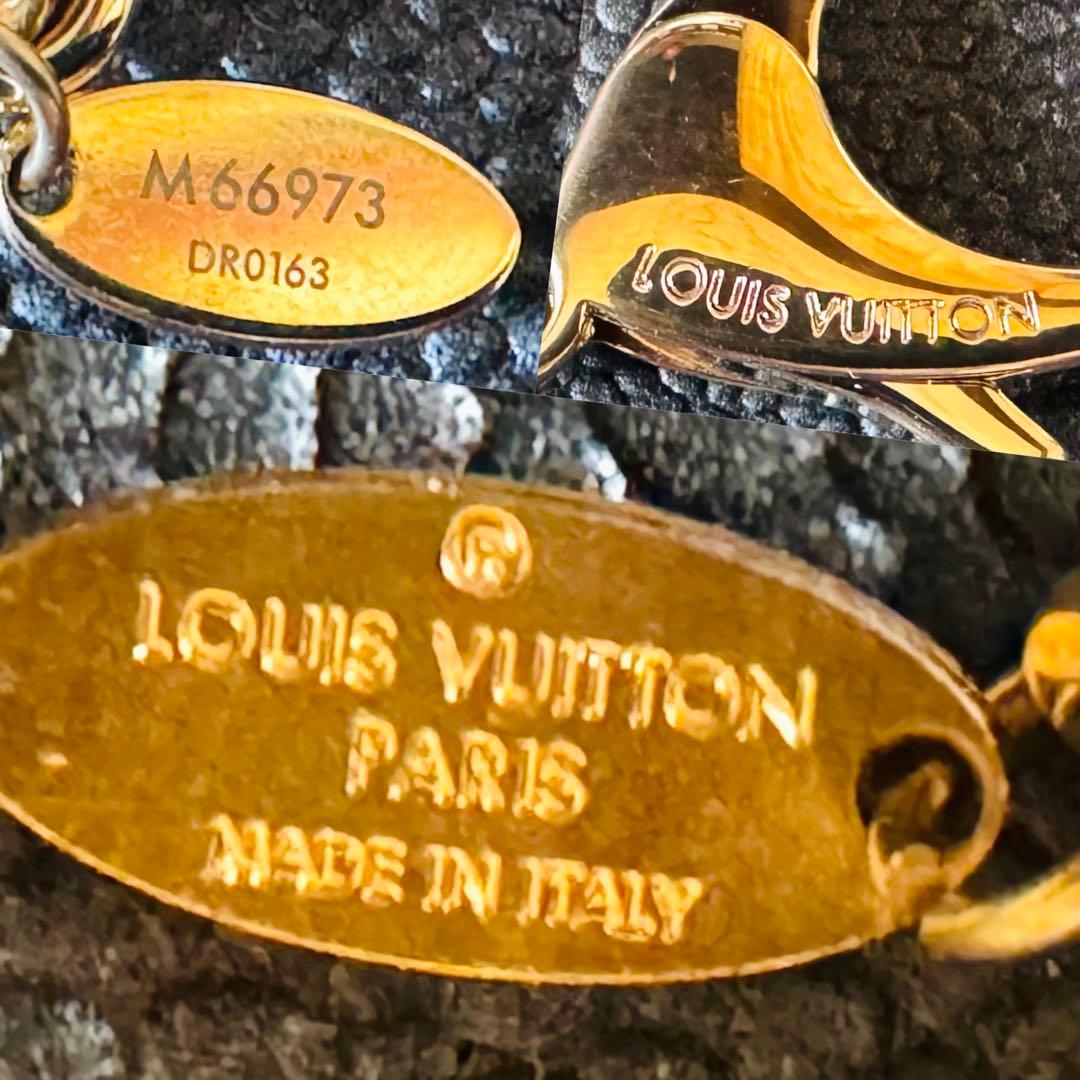 M66973
DR0163
LOUIS VUITTON
®
LOUIS VUITTON
PARIS
MADE IN ITALY